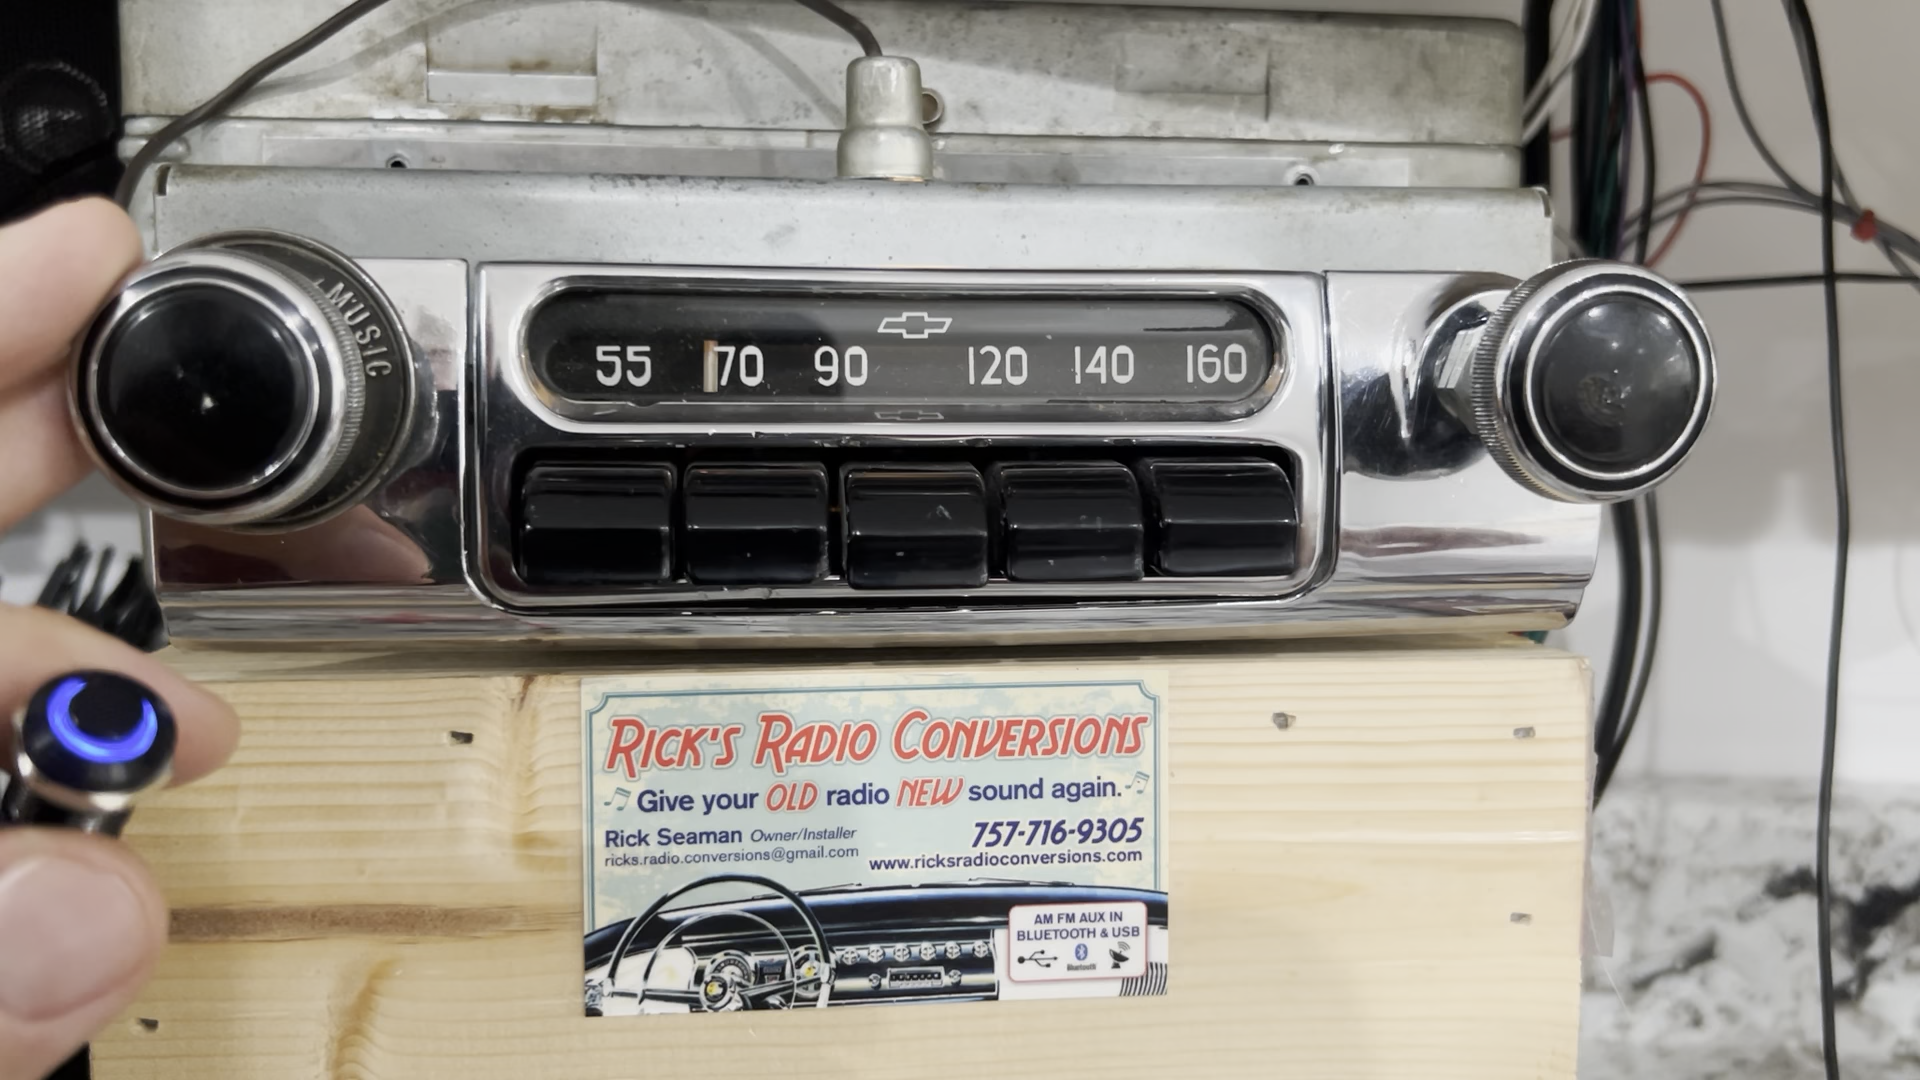 MUSIC
55 70 90 120 140 160
RICK'S RADIO CONVERSIONS
Give your OLD radio NEW sound again.
Rick Seaman Owner/Installer
757-716-9305
ricks.radio.conversions@gmail.com
www.ricksradioconversions.com
AM FM AUX IN
BLUETOOTH & USB
Bluetooth